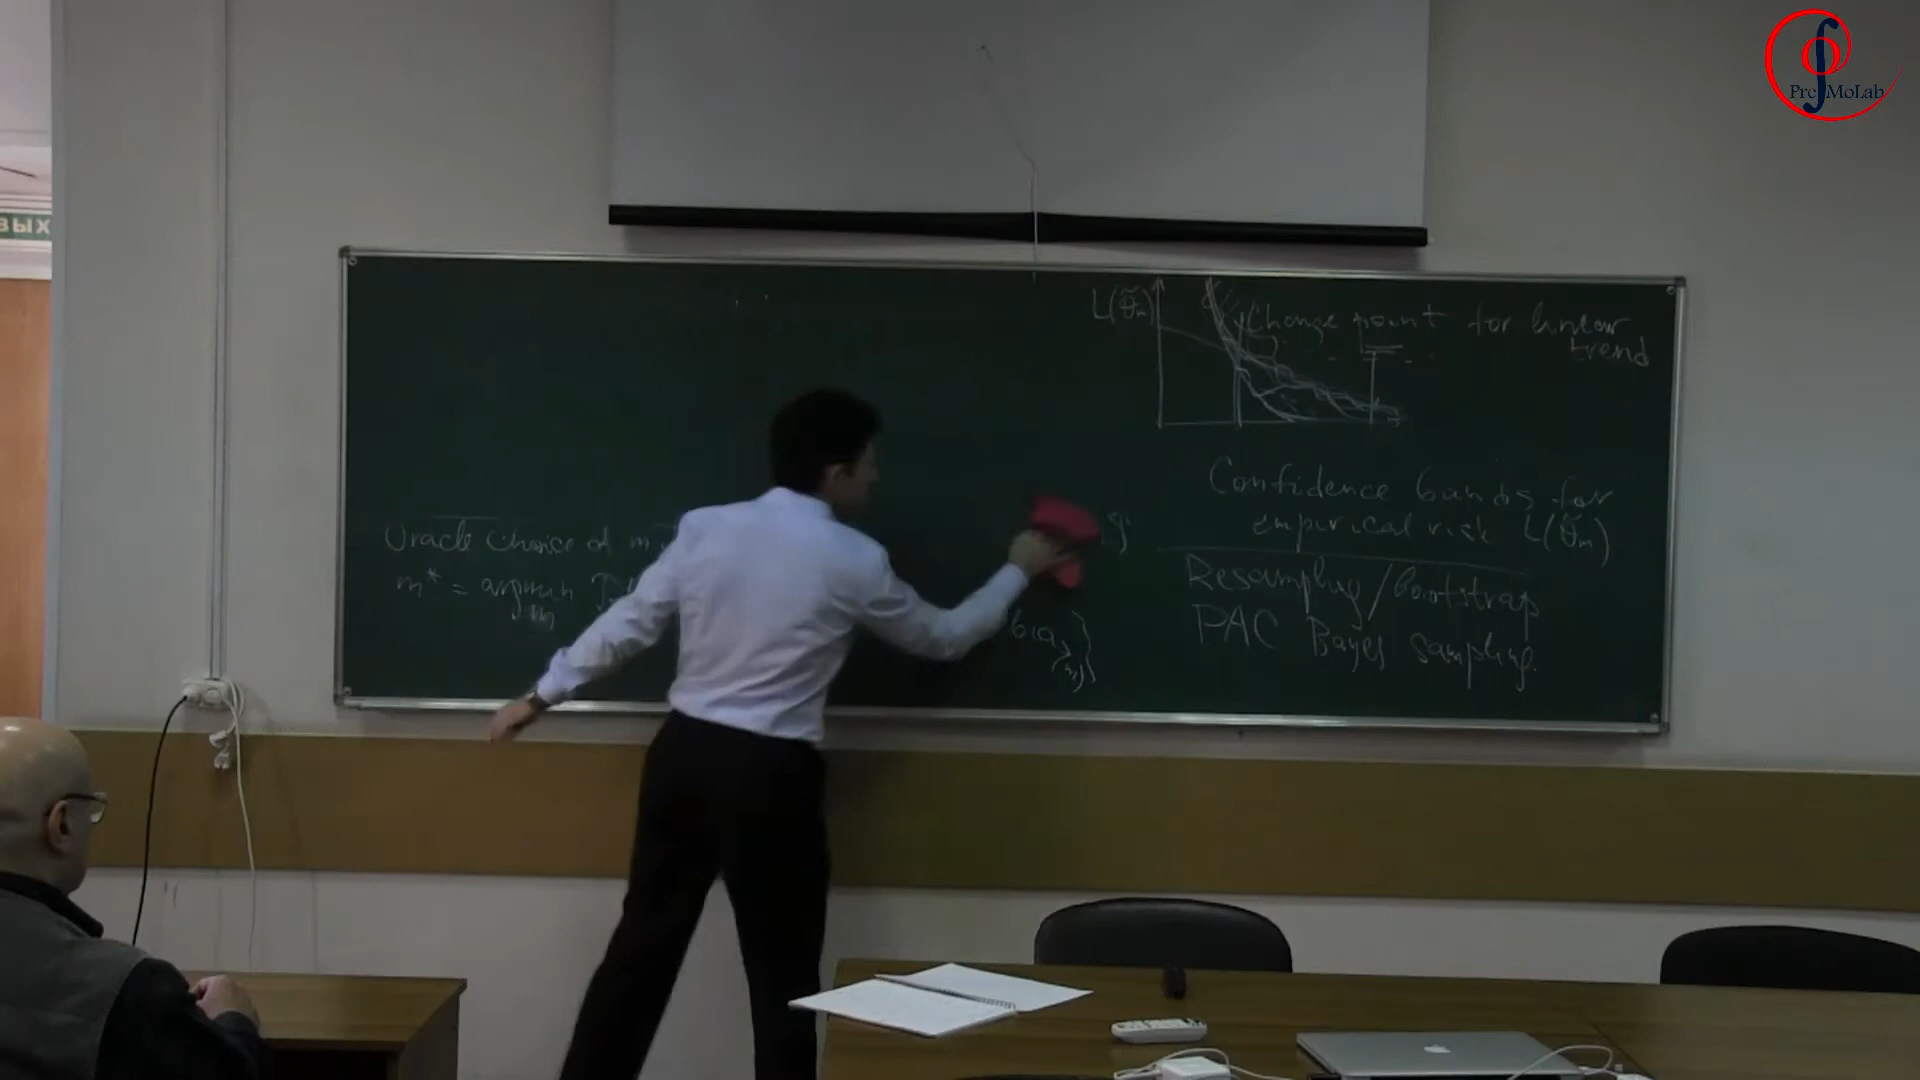 ВЫХ
PreMoLab
L(θ̃ₘ)
Change point for linear
trend
Confidence bands for
empirical risk L(θ̃ₘ)
Resampling/bootstrap
PAC Bayes sampling.
Oracle choice of m
m* = argmin
m
bias
(m)